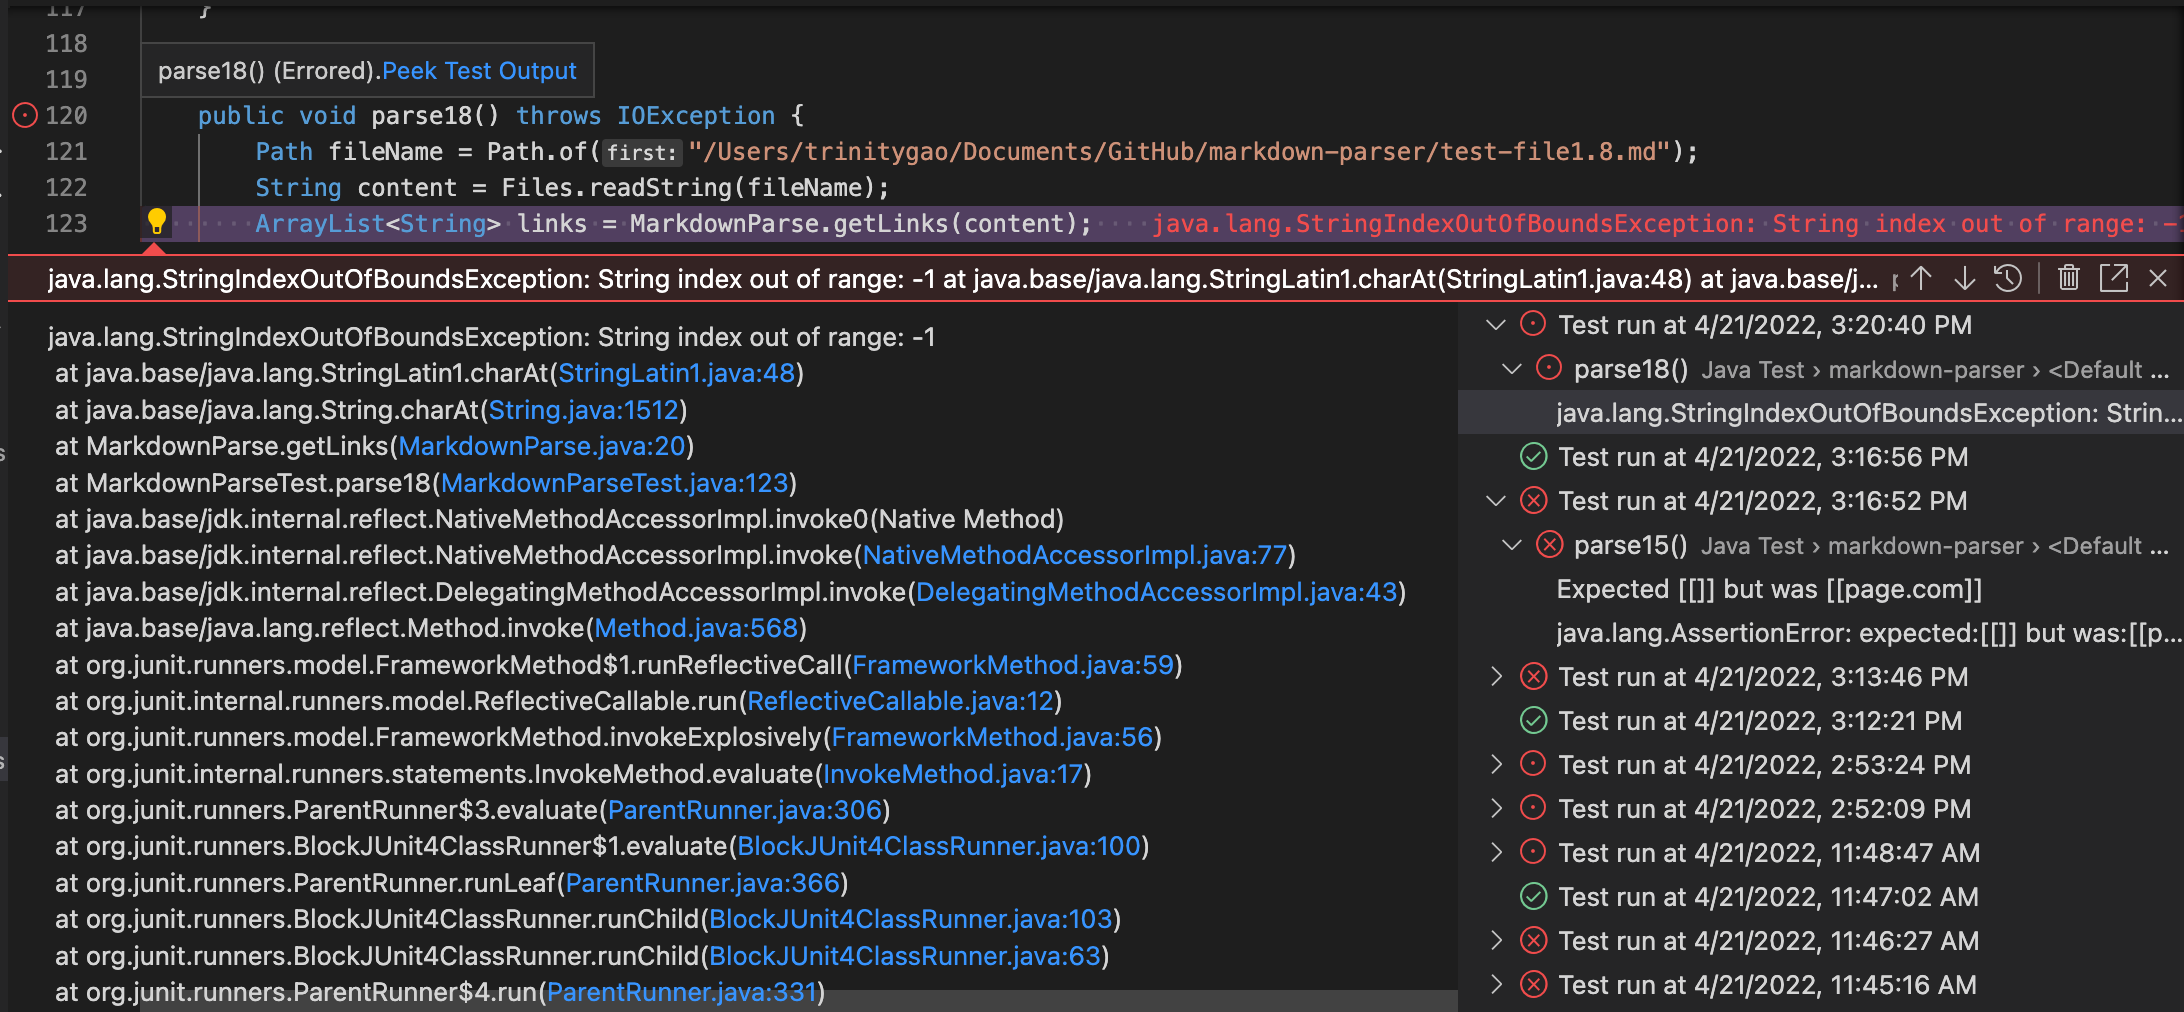 117 }
118
parse18() (Errored).Peek Test Output
119
120 public void parse18() throws IOException {
121 Path fileName = Path.of(first: "/Users/trinitygao/Documents/GitHub/markdown-parser/test-file1.8.md");
122 String content = Files.readString(fileName);
123 ArrayList<String> links = MarkdownParse.getLinks(content); java.lang.StringIndexOutOfBoundsException: String index out of range: -1
java.lang.StringIndexOutOfBoundsException: String index out of range: -1 at java.base/java.lang.StringLatin1.charAt(StringLatin1.java:48) at java.base/j...
java.lang.StringIndexOutOfBoundsException: String index out of range: -1
at java.base/java.lang.StringLatin1.charAt(StringLatin1.java:48)
at java.base/java.lang.String.charAt(String.java:1512)
at MarkdownParse.getLinks(MarkdownParse.java:20)
at MarkdownParseTest.parse18(MarkdownParseTest.java:123)
at java.base/jdk.internal.reflect.NativeMethodAccessorImpl.invoke0(Native Method)
at java.base/jdk.internal.reflect.NativeMethodAccessorImpl.invoke(NativeMethodAccessorImpl.java:77)
at java.base/jdk.internal.reflect.DelegatingMethodAccessorImpl.invoke(DelegatingMethodAccessorImpl.java:43)
at java.base/java.lang.reflect.Method.invoke(Method.java:568)
at org.junit.runners.model.FrameworkMethod$1.runReflectiveCall(FrameworkMethod.java:59)
at org.junit.internal.runners.model.ReflectiveCallable.run(ReflectiveCallable.java:12)
at org.junit.runners.model.FrameworkMethod.invokeExplosively(FrameworkMethod.java:56)
at org.junit.internal.runners.statements.InvokeMethod.evaluate(InvokeMethod.java:17)
at org.junit.runners.ParentRunner$3.evaluate(ParentRunner.java:306)
at org.junit.runners.BlockJUnit4ClassRunner$1.evaluate(BlockJUnit4ClassRunner.java:100)
at org.junit.runners.ParentRunner.runLeaf(ParentRunner.java:366)
at org.junit.runners.BlockJUnit4ClassRunner.runChild(BlockJUnit4ClassRunner.java:103)
at org.junit.runners.BlockJUnit4ClassRunner.runChild(BlockJUnit4ClassRunner.java:63)
at org.junit.runners.ParentRunner$4.run(ParentRunner.java:331)
Test run at 4/21/2022, 3:20:40 PM
parse18() Java Test › markdown-parser › <Default ...
java.lang.StringIndexOutOfBoundsException: Strin...
Test run at 4/21/2022, 3:16:56 PM
Test run at 4/21/2022, 3:16:52 PM
parse15() Java Test › markdown-parser › <Default ...
Expected [[]] but was [[page.com]]
java.lang.AssertionError: expected:[[]] but was:[[p...
Test run at 4/21/2022, 3:13:46 PM
Test run at 4/21/2022, 3:12:21 PM
Test run at 4/21/2022, 2:53:24 PM
Test run at 4/21/2022, 2:52:09 PM
Test run at 4/21/2022, 11:48:47 AM
Test run at 4/21/2022, 11:47:02 AM
Test run at 4/21/2022, 11:46:27 AM
Test run at 4/21/2022, 11:45:16 AM